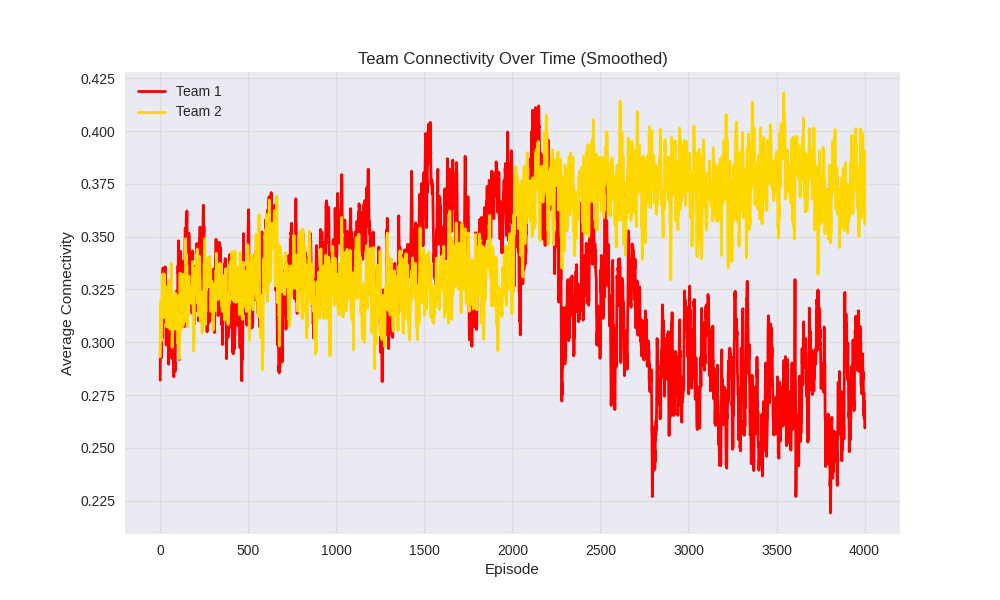 Team Connectivity Over Time (Smoothed)
Team 1
Team 2
Average Connectivity
0.425
0.400
0.375
0.350
0.325
0.300
0.275
0.250
0.225
0 500 1000 1500 2000 2500 3000 3500 4000
Episode